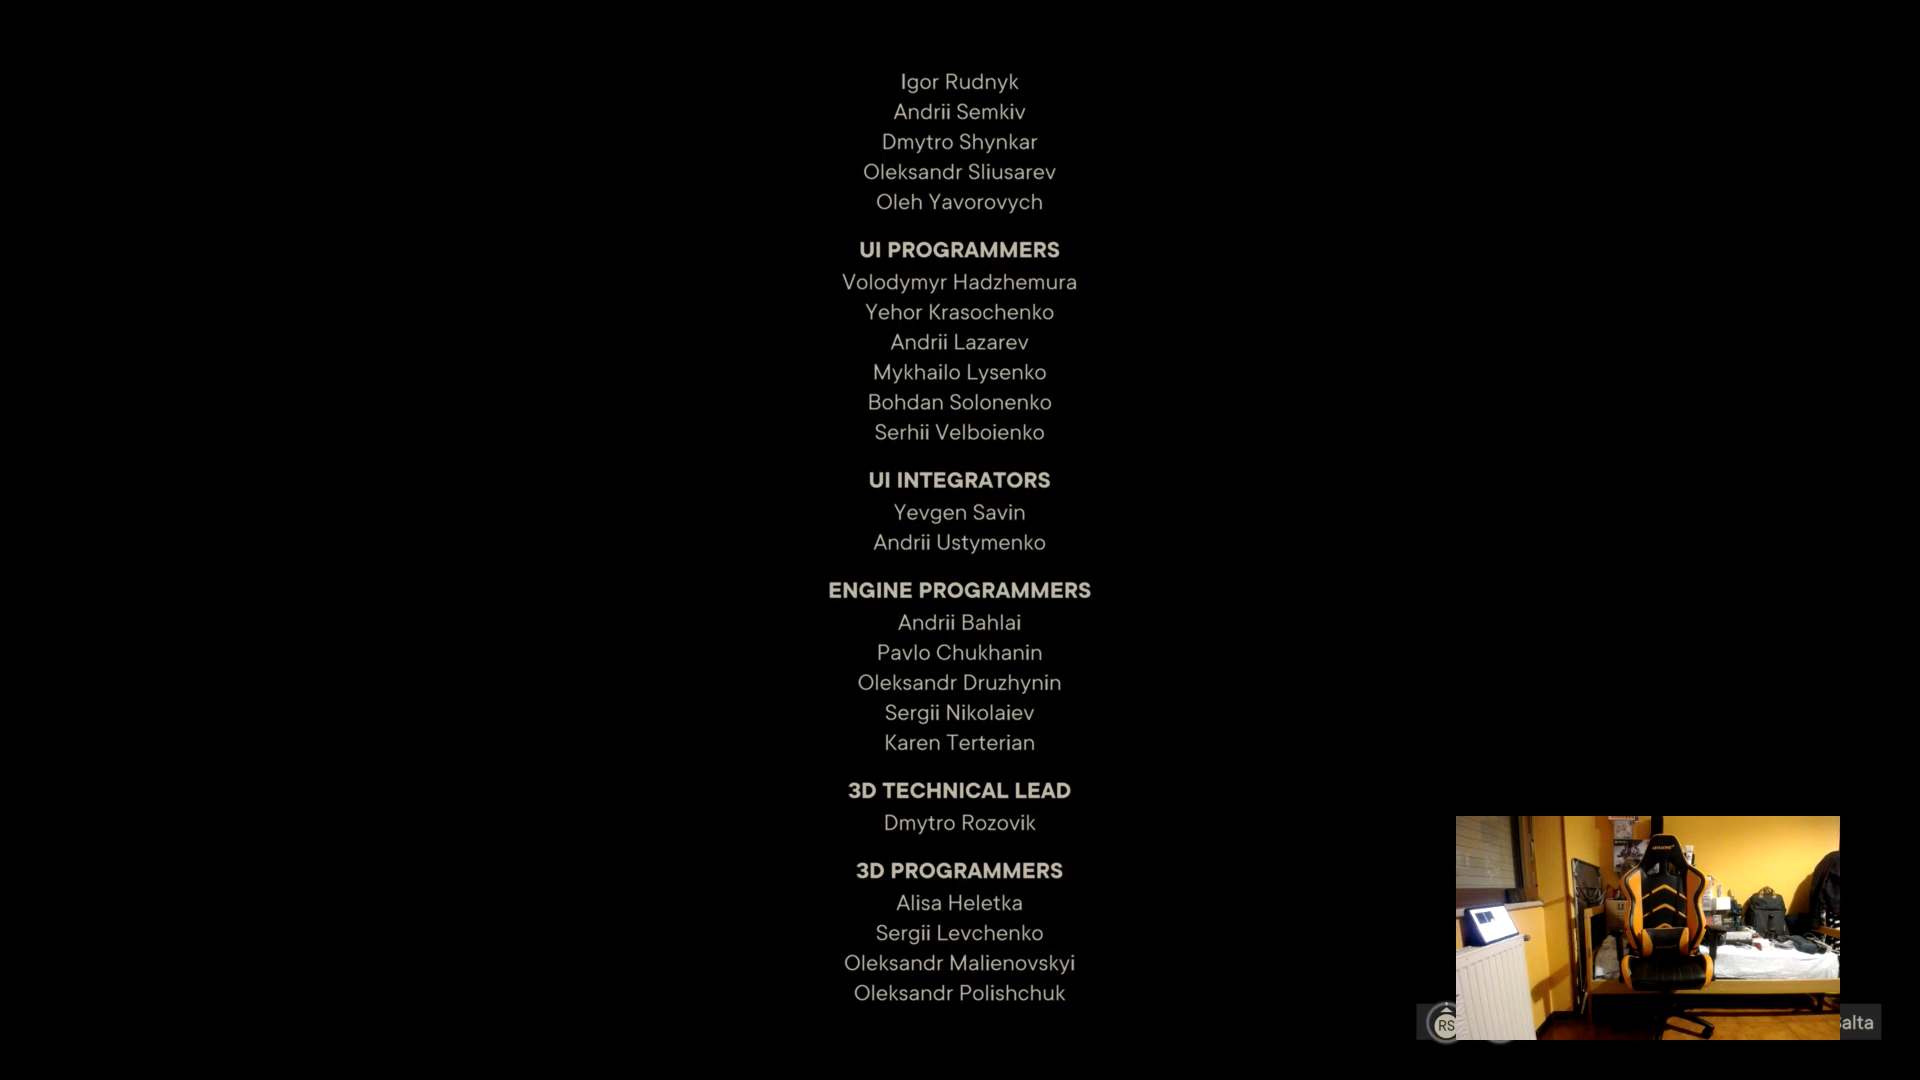 Igor Rudnyk
Andrii Semkiv
Dmytro Shynkar
Oleksandr Sliusarev
Oleh Yavorovych
UI PROGRAMMERS
Volodymyr Hadzhemura
Yehor Krasochenko
Andrii Lazarev
Mykhailo Lysenko
Bohdan Solonenko
Serhii Velboienko
UI INTEGRATORS
Yevgen Savin
Andrii Ustymenko
ENGINE PROGRAMMERS
Andrii Bahlai
Pavlo Chukhanin
Oleksandr Druzhynin
Sergii Nikolaiev
Karen Terterian
3D TECHNICAL LEAD
Dmytro Rozovik
3D PROGRAMMERS
Alisa Heletka
Sergii Levchenko
Oleksandr Malienovskyi
Oleksandr Polishchuk
RS